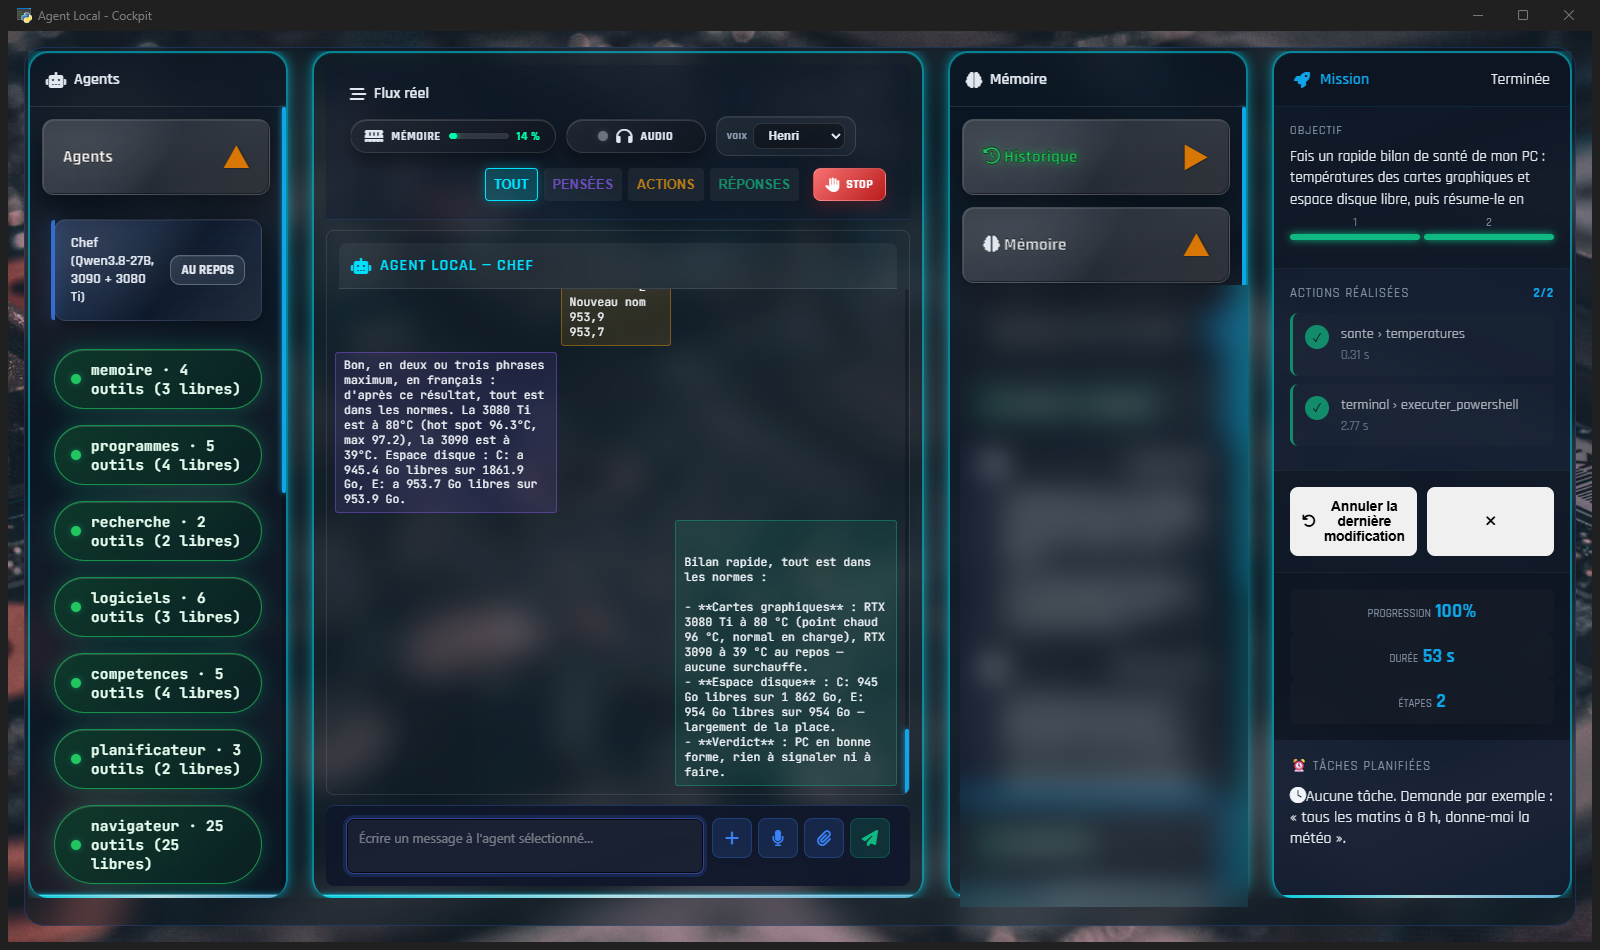 Agent Local - Cockpit
Agents
Agents
Chef
(Qwen3.8-27B,
3090 + 3080
Ti)
AU REPOS
memoire · 4
outils (3 libres)
programmes · 5
outils (4 libres)
recherche · 2
outils (2 libres)
logiciels · 6
outils (3 libres)
competences · 5
outils (4 libres)
planificateur · 3
outils (2 libres)
navigateur · 25
outils (25
libres)
Flux réel
MÉMOIRE 14 %
AUDIO
VOIX Henri
TOUT PENSÉES ACTIONS RÉPONSES STOP
AGENT LOCAL — CHEF
Nouveau nom
953,9
953,7
Bon, en deux ou trois phrases
maximum, en français :
d'après ce résultat, tout est
dans les normes. La 3080 Ti
est à 80°C (hot spot 96.3°C,
max 97.2), la 3090 est à
39°C. Espace disque : C: a
945.4 Go libres sur 1861.9
Go, E: a 953.7 Go libres sur
953.9 Go.
Bilan rapide, tout est dans
les normes :
- **Cartes graphiques** : RTX
3080 Ti à 80 °C (point chaud
96 °C, normal en charge), RTX
3090 à 39 °C au repos —
aucune surchauffe.
- **Espace disque** : C: 945
Go libres sur 1 862 Go, E:
954 Go libres sur 954 Go —
largement de la place.
- **Verdict** : PC en bonne
forme, rien à signaler ni à
faire.
Écrire un message à l'agent sélectionné...
Mémoire
Historique
Mémoire
Mission
Terminée
OBJECTIF
Fais un rapide bilan de santé de mon PC :
températures des cartes graphiques et
espace disque libre, puis résume-le en
1 2
ACTIONS RÉALISÉES 2/2
sante › temperatures
0.31 s
terminal › executer_powershell
2.77 s
Annuler la
dernière
modification
PROGRESSION 100%
DURÉE 53 s
ÉTAPES 2
TÂCHES PLANIFIÉES
Aucune tâche. Demande par exemple :
« tous les matins à 8 h, donne-moi la
météo ».